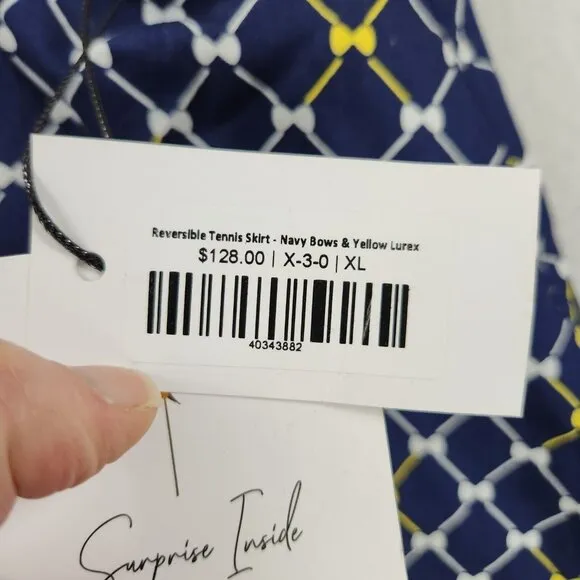 Reversible Tennis Skirt - Navy Bows & Yellow Lurex
$128.00 | X-3-0 | XL
40343882
Surprise Inside